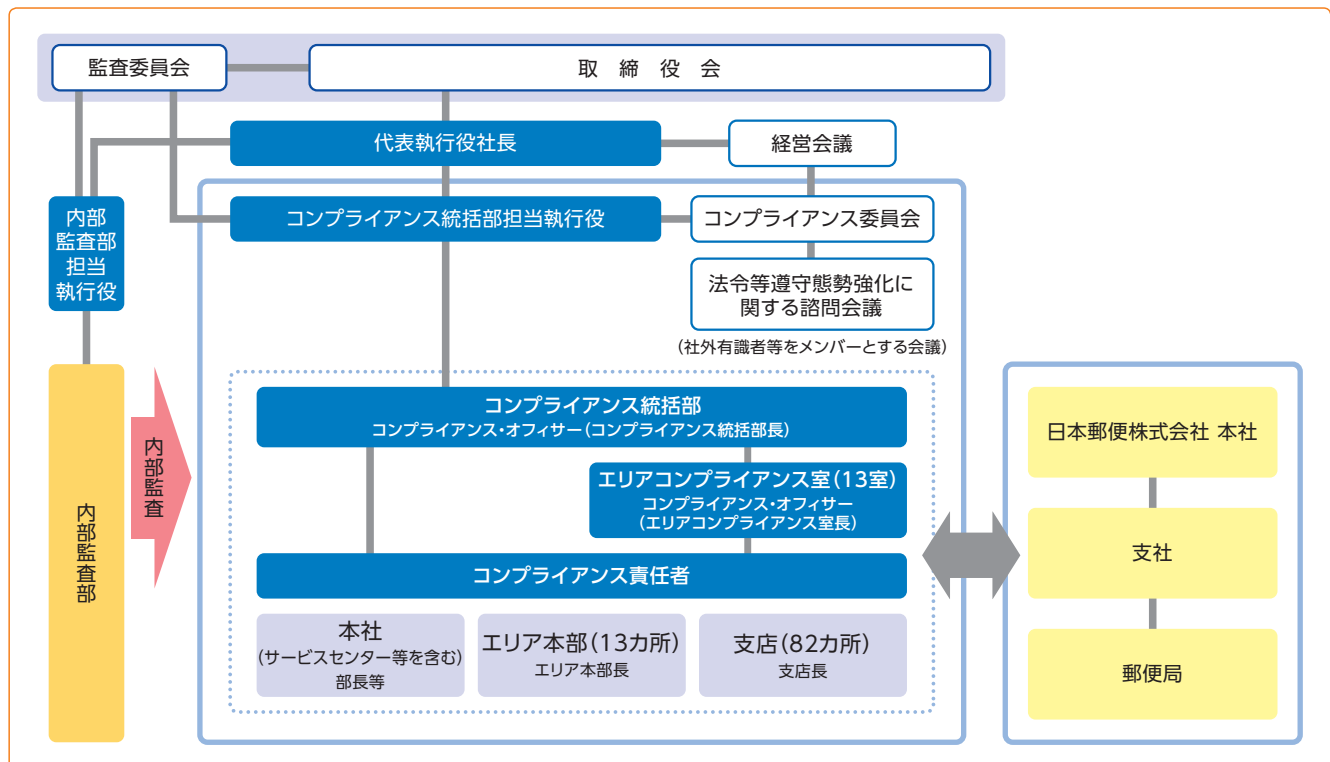 監査委員会
取締役会
代表執行役社長
経営会議
内部
監査部
担当
執行役
コンプライアンス統括部担当執行役
コンプライアンス委員会
法令等遵守態勢強化に
関する諮問会議
(社外有識者等をメンバーとする会議)
内部監査部
内部監査
コンプライアンス統括部
コンプライアンス・オフィサー(コンプライアンス統括部長)
エリアコンプライアンス室(13室)
コンプライアンス・オフィサー
(エリアコンプライアンス室長)
コンプライアンス責任者
本社
(サービスセンター等を含む)
部長等
エリア本部(13カ所)
エリア本部長
支店(82カ所)
支店長
日本郵便株式会社 本社
支社
郵便局